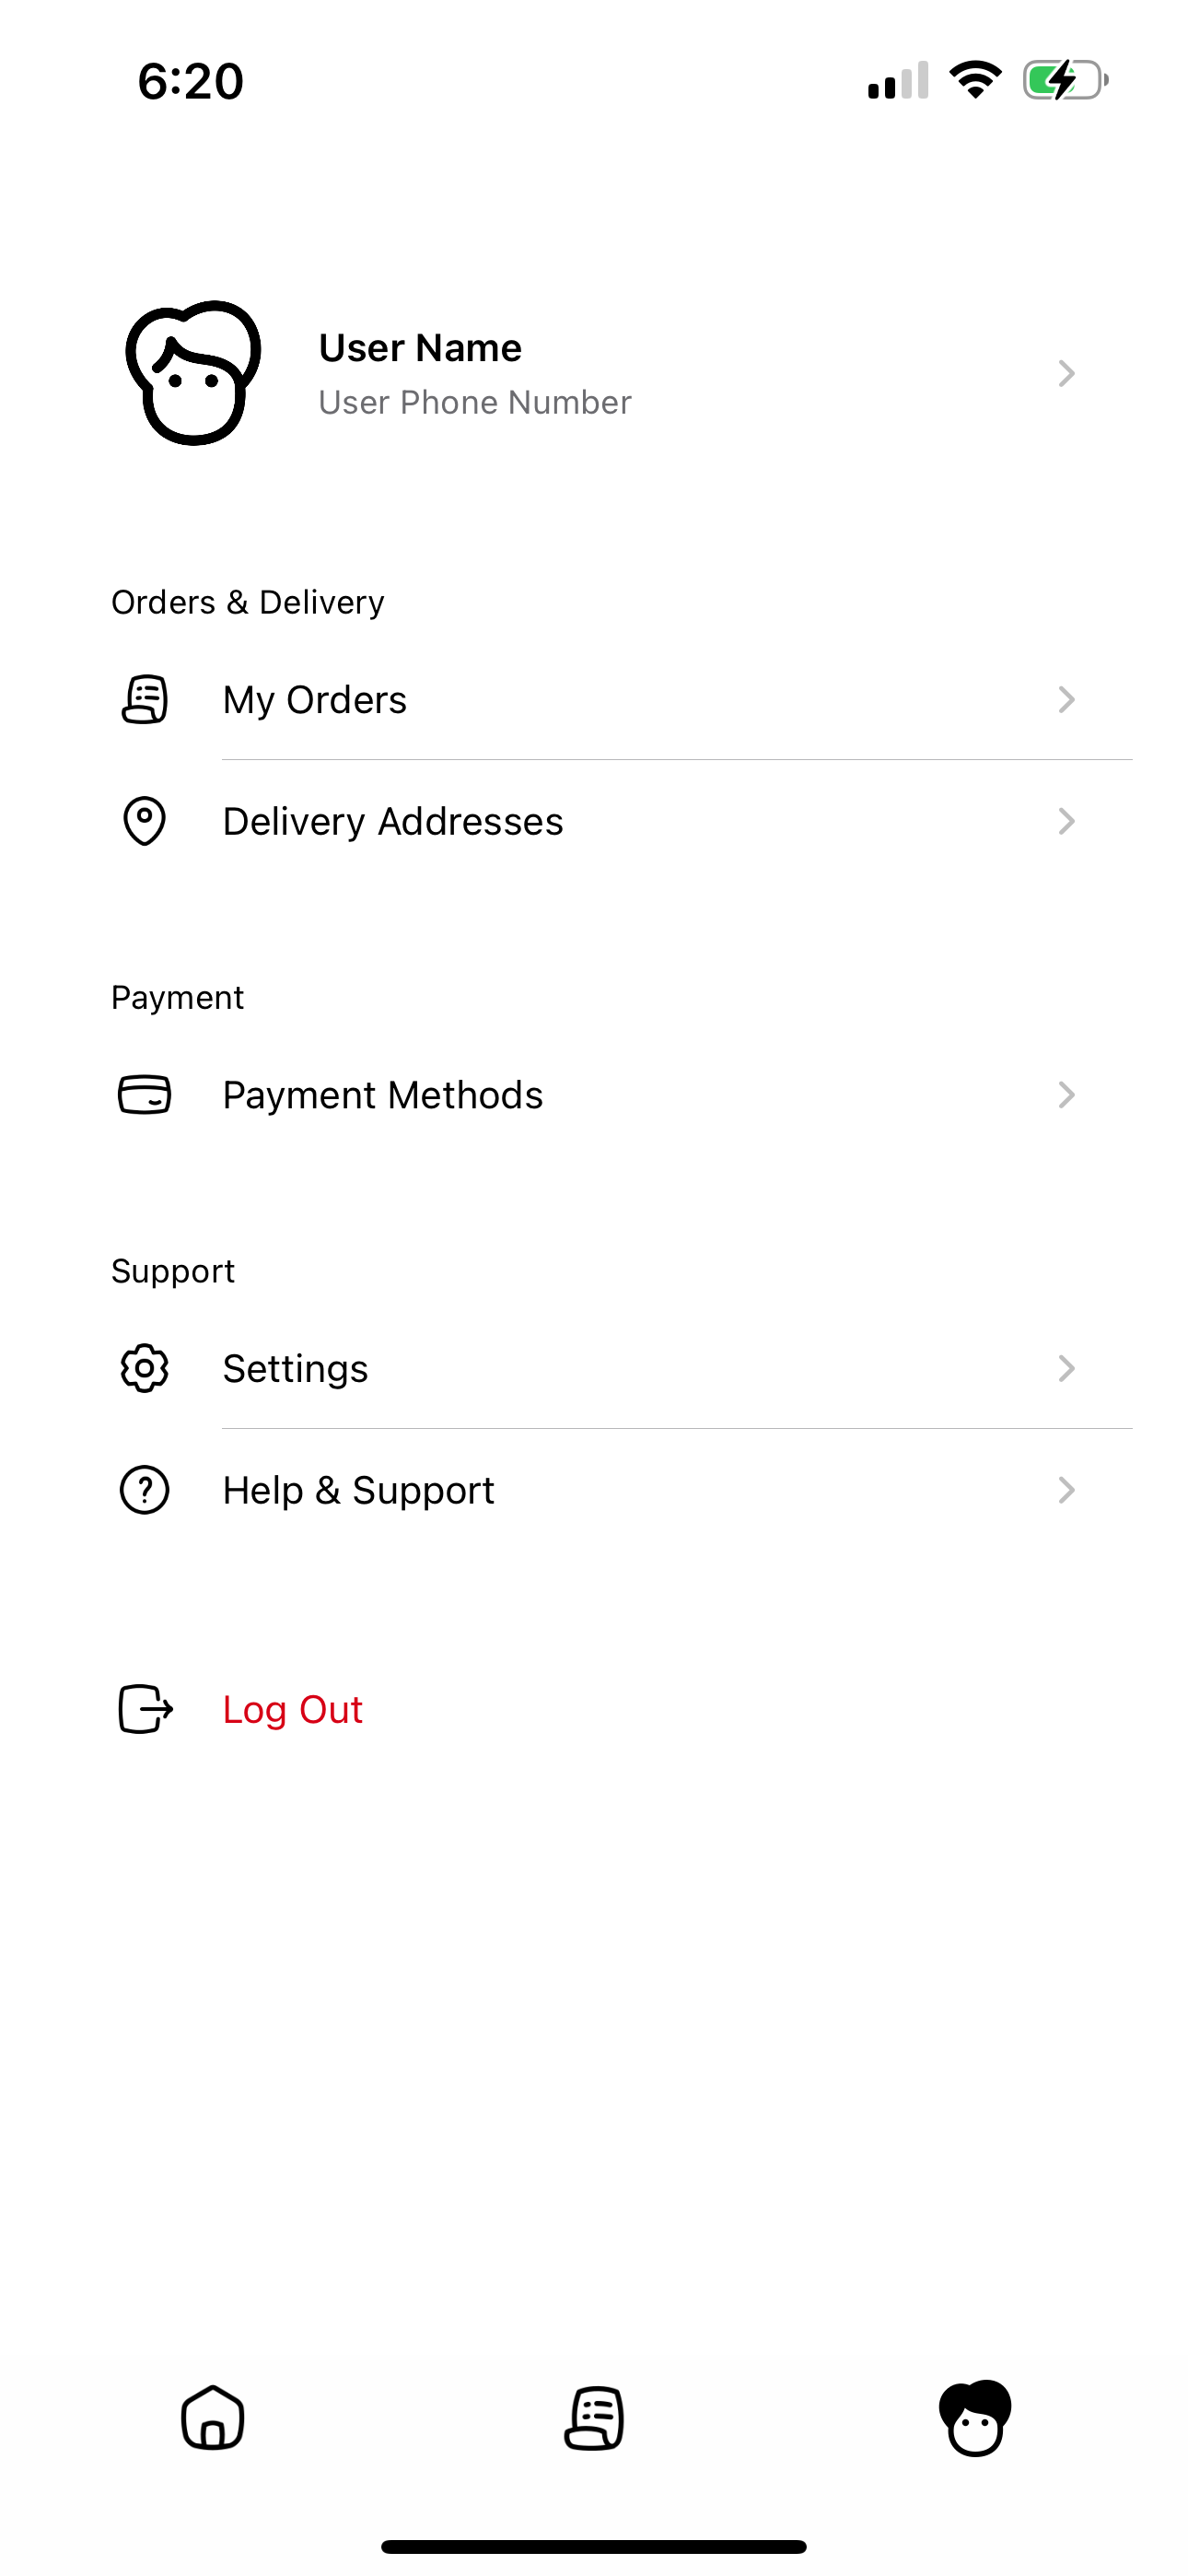 6:20
User Name
User Phone Number
Orders & Delivery
My Orders
Delivery Addresses
Payment
Payment Methods
Support
Settings
Help & Support
Log Out